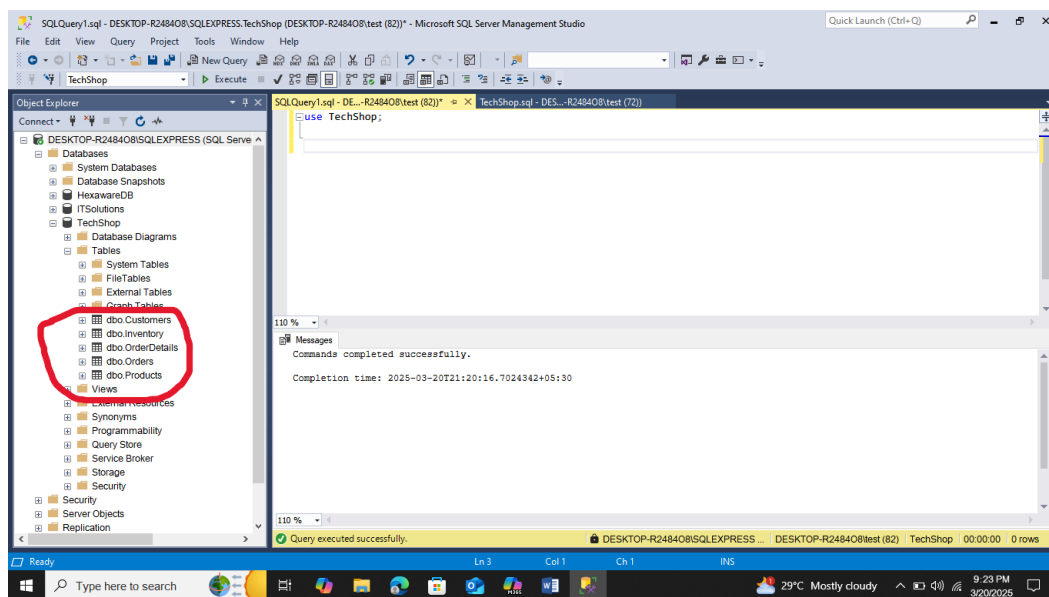 SQLQuery1.sql - DESKTOP-R2484O8\SQLEXPRESS.TechShop (DESKTOP-R2484O8\test (82))* - Microsoft SQL Server Management Studio
Quick Launch (Ctrl+Q)
File Edit View Query Project Tools Window Help
New Query
TechShop
Execute
Object Explorer
SQLQuery1.sql - DE...-R2484O8\test (82))*
TechShop.sql - DES...-R2484O8\test (72))
Connect
use TechShop;
DESKTOP-R2484O8\SQLEXPRESS (SQL Serve
Databases
System Databases
Database Snapshots
HexawareDB
ITSolutions
TechShop
Database Diagrams
Tables
System Tables
FileTables
External Tables
Graph Tables
dbo.Customers
dbo.Inventory
dbo.OrderDetails
dbo.Orders
dbo.Products
Views
External Resources
Synonyms
Programmability
Query Store
Service Broker
Storage
Security
Security
Server Objects
Replication
110 %
Messages
Commands completed successfully.
Completion time: 2025-03-20T21:20:16.7024342+05:30
110 %
Query executed successfully.
DESKTOP-R2484O8\SQLEXPRESS ... DESKTOP-R2484O8\test (82) TechShop 00:00:00 0 rows
Ready Ln 3 Col 1 Ch 1 INS
Type here to search
29°C Mostly cloudy
9:23 PM
3/20/2025